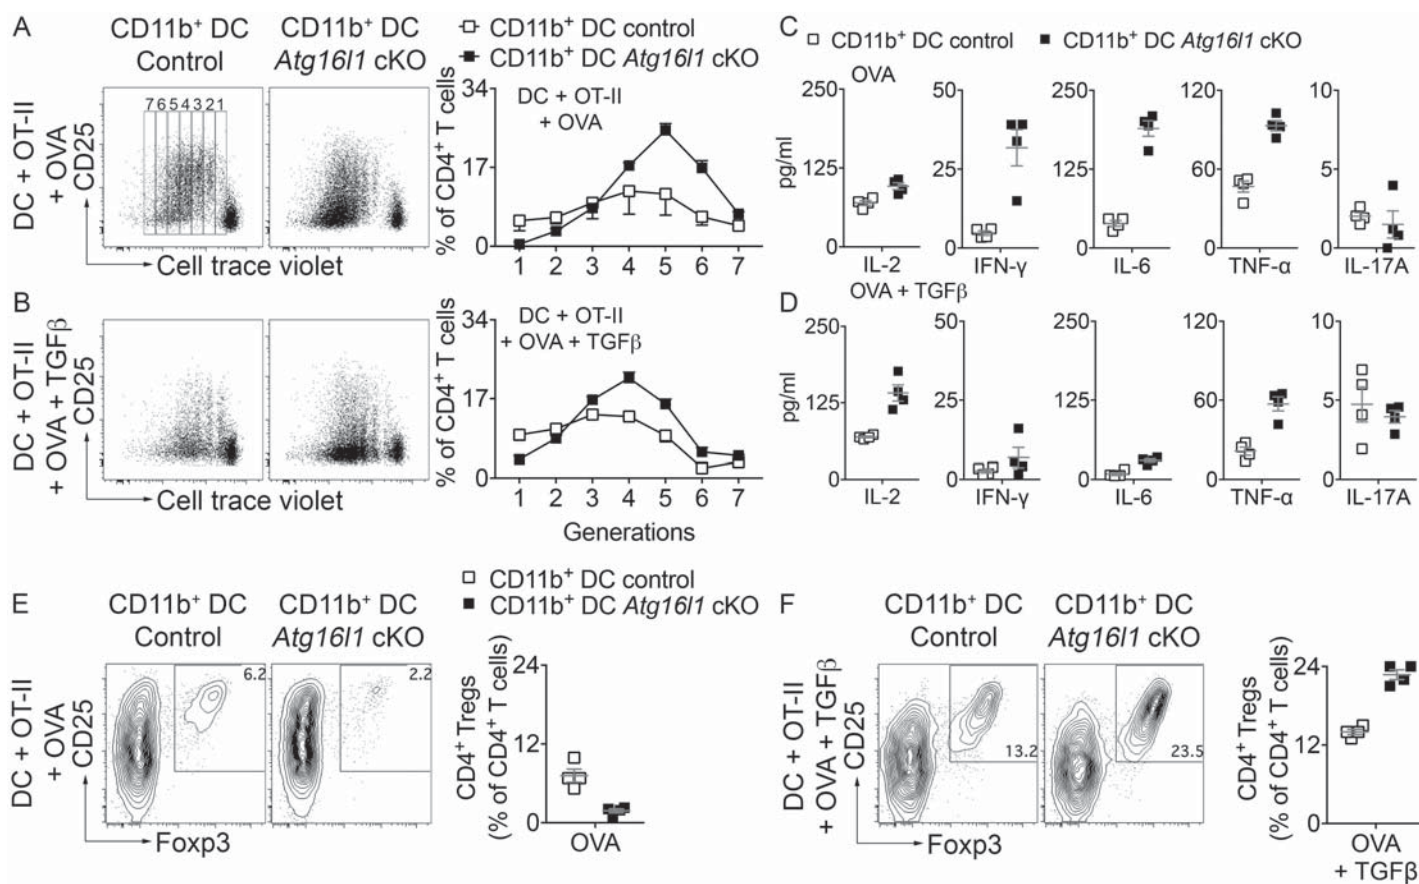 A
CD11b⁺ DC
Control
CD11b⁺ DC
Atg16l1 cKO
CD11b⁺ DC control
CD11b⁺ DC Atg16l1 cKO
DC + OT-II
+ OVA
CD25
7 6 5 4 3 2 1
Cell trace violet
% of CD4⁺ T cells
34
17
0
DC + OT-II
+ OVA
1 2 3 4 5 6 7
B
DC + OT-II
+ OVA + TGFβ
CD25
Cell trace violet
% of CD4⁺ T cells
34
17
0
DC + OT-II
+ OVA + TGFβ
1 2 3 4 5 6 7
Generations
C
CD11b⁺ DC control
CD11b⁺ DC Atg16l1 cKO
OVA
pg/ml
250
125
0
IL-2
50
25
0
IFN-γ
250
125
0
IL-6
120
60
0
TNF-α
10
5
0
IL-17A
D
OVA + TGFβ
pg/ml
250
125
0
IL-2
50
25
0
IFN-γ
250
125
0
IL-6
120
60
0
TNF-α
10
5
0
IL-17A
E
CD11b⁺ DC
Control
CD11b⁺ DC
Atg16l1 cKO
CD11b⁺ DC control
CD11b⁺ DC Atg16l1 cKO
DC + OT-II
+ OVA
CD25
6.2
2.2
Foxp3
CD4⁺ Tregs
(% of CD4⁺ T cells)
24
12
0
OVA
F
CD11b⁺ DC
Control
CD11b⁺ DC
Atg16l1 cKO
DC + OT-II
+ OVA + TGFβ
CD25
13.2
23.5
Foxp3
CD4⁺ Tregs
(% of CD4⁺ T cells)
24
12
0
OVA
+ TGFβ